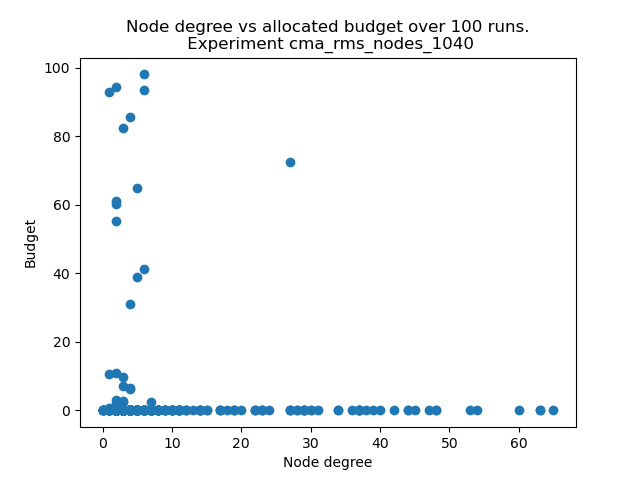 Node degree vs allocated budget over 100 runs.
Experiment cma_rms_nodes_1040
100
80
60
40
20
0
Budget
0 10 20 30 40 50 60
Node degree